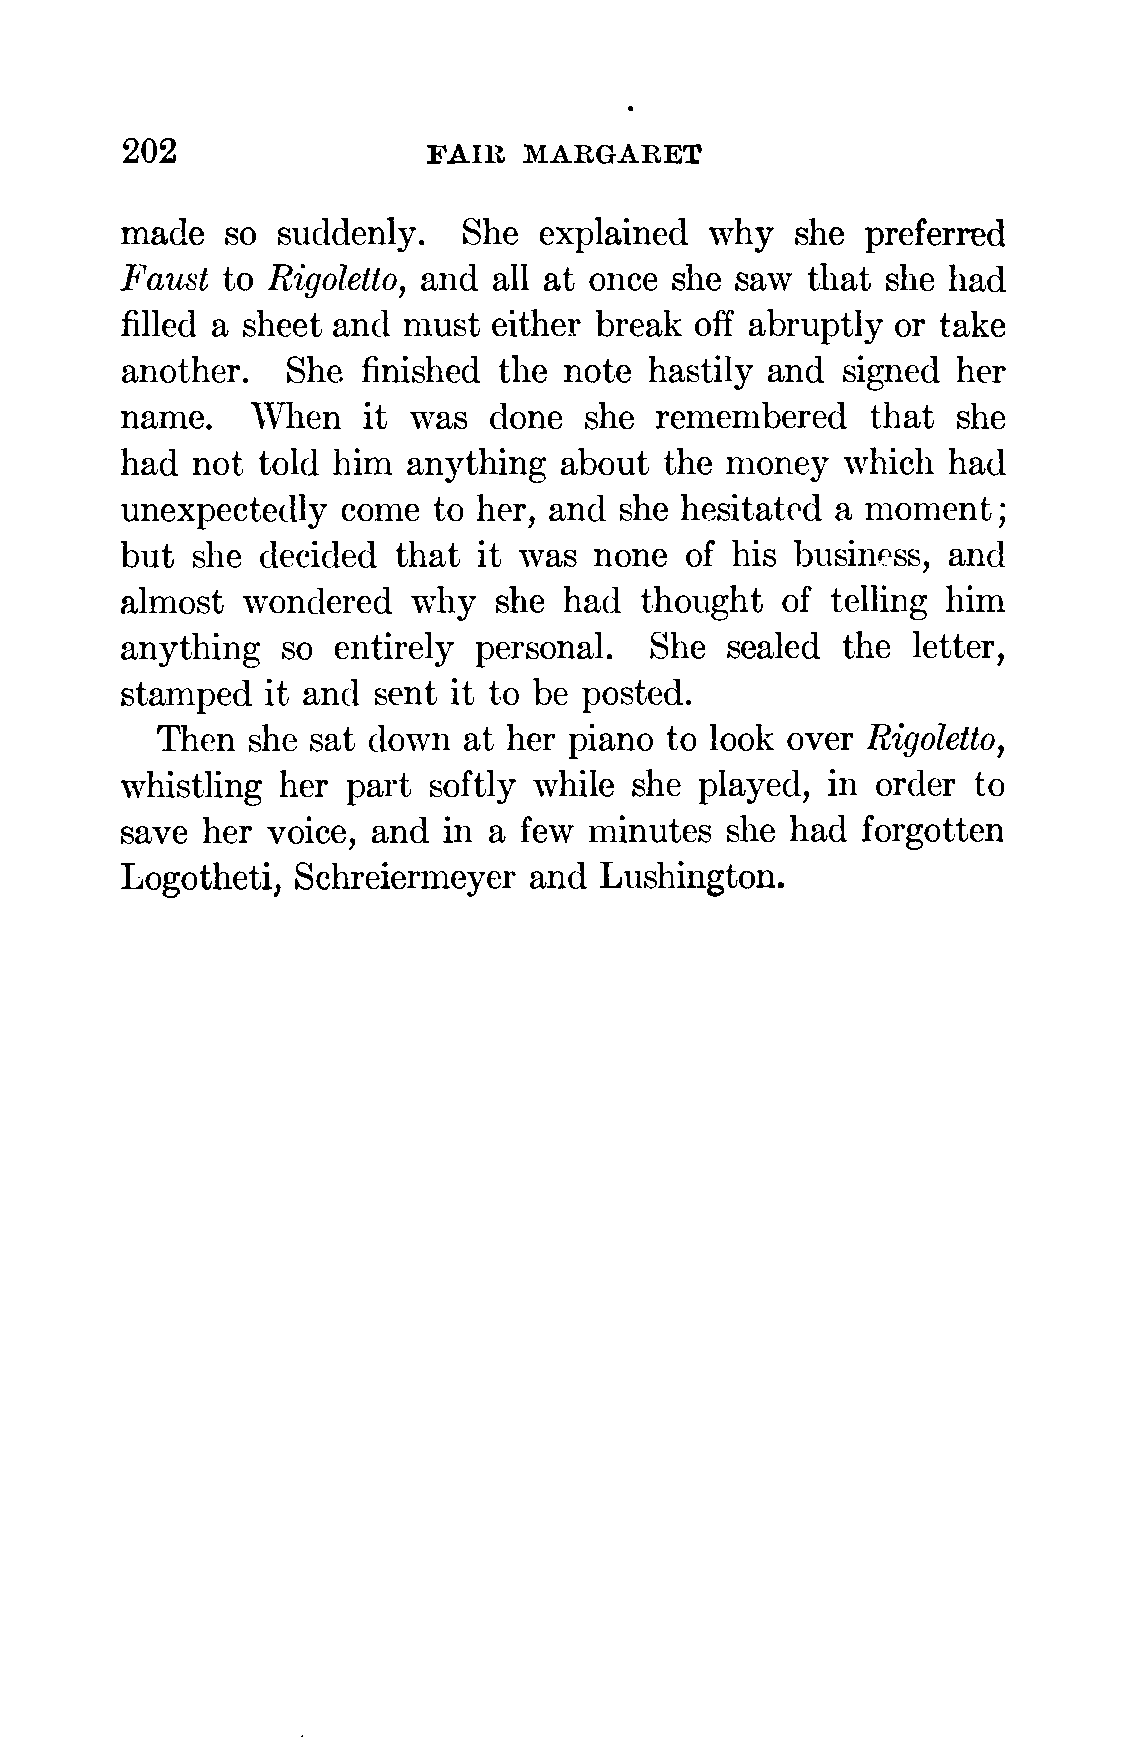 202 FAIR MARGARET
made so suddenly. She explained why she preferred
Faust to Rigoletto, and all at once she saw that she had
filled a sheet and must either break off abruptly or take
another. She finished the note hastily and signed her
name. When it was done she remembered that she
had not told him anything about the money which had
unexpectedly come to her, and she hesitated a moment;
but she decided that it was none of his business, and
almost wondered why she had thought of telling him
anything so entirely personal. She sealed the letter,
stamped it and sent it to be posted.
Then she sat down at her piano to look over Rigoletto,
whistling her part softly while she played, in order to
save her voice, and in a few minutes she had forgotten
Logotheti, Schreiermeyer and Lushington.